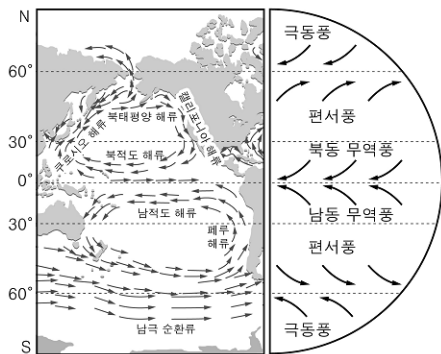 N
60°
30°
0°
30°
60°
S
북태평양 해류
캘리포니아 해류
쿠로시오 해류
북적도 해류
남적도 해류
페루
해류
남극 순환류
극동풍
편서풍
북동 무역풍
남동 무역풍
편서풍
극동풍